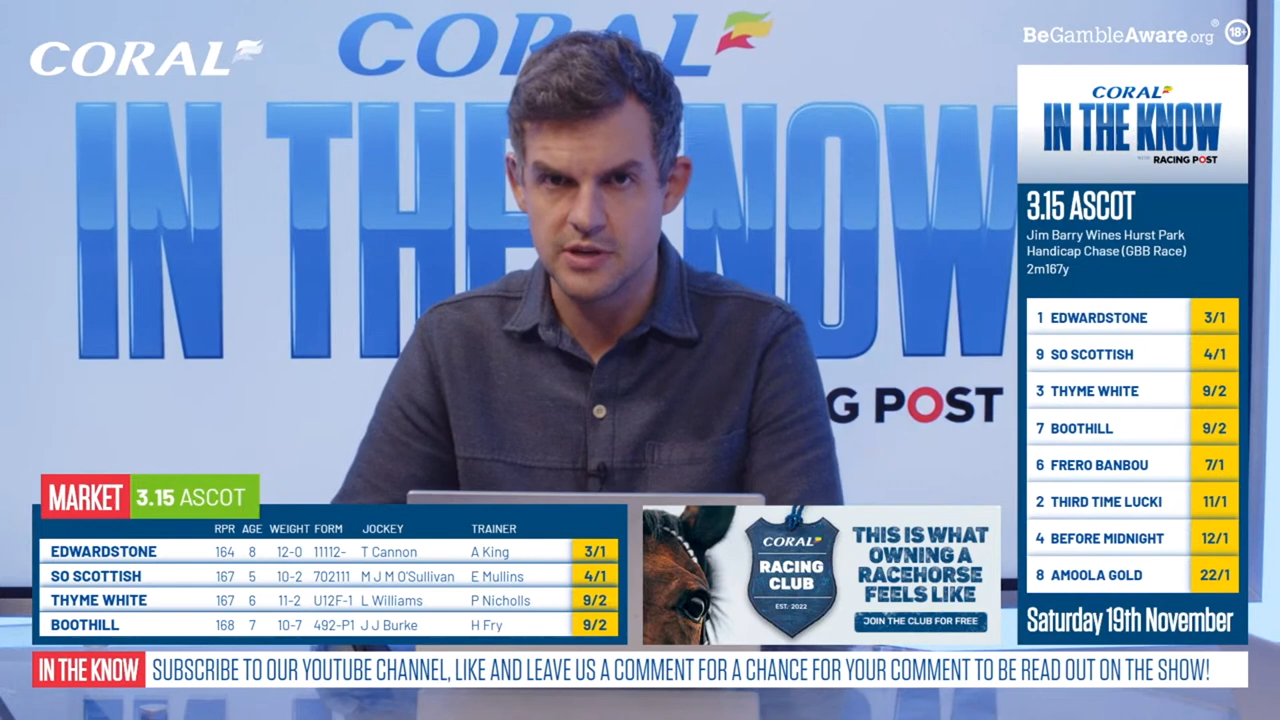 CORAL
CORAL
IN THE KNOW
G POST
BeGambleAware.org®
18+
CORAL
IN THE KNOW
WITH RACING POST
3.15 ASCOT
Jim Barry Wines Hurst Park
Handicap Chase (GBB Race)
2m167y
1 EDWARDSTONE 3/1
9 SO SCOTTISH 4/1
3 THYME WHITE 9/2
7 BOOTHILL 9/2
6 FRERO BANBOU 7/1
2 THIRD TIME LUCKI 11/1
4 BEFORE MIDNIGHT 12/1
8 AMOOLA GOLD 22/1
Saturday 19th November
MARKET 3.15 ASCOT
RPR AGE WEIGHT FORM JOCKEY TRAINER
EDWARDSTONE 164 8 12-0 11112- T Cannon A King 3/1
SO SCOTTISH 167 5 10-2 702111 M J M O'Sullivan E Mullins 4/1
THYME WHITE 167 6 11-2 U12F-1 L Williams P Nicholls 9/2
BOOTHILL 168 7 10-7 492-P1 J J Burke H Fry 9/2
CORAL
RACING
CLUB
EST. 2022
THIS IS WHAT
OWNING A
RACEHORSE
FEELS LIKE
JOIN THE CLUB FOR FREE
IN THE KNOW SUBSCRIBE TO OUR YOUTUBE CHANNEL, LIKE AND LEAVE US A COMMENT FOR A CHANCE FOR YOUR COMMENT TO BE READ OUT ON THE SHOW!